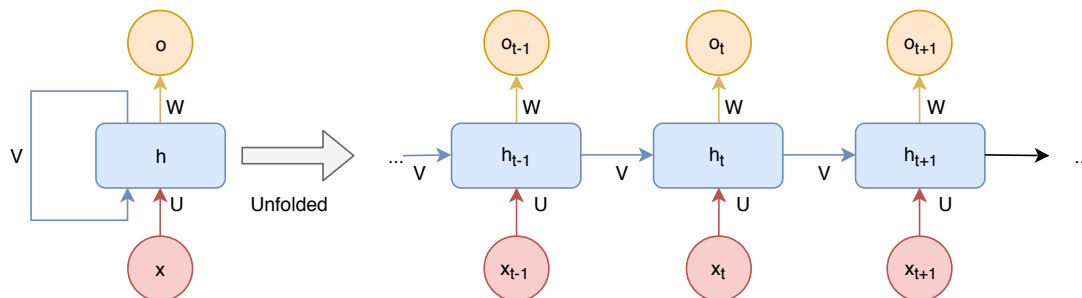 o
o_{t-1}
o_t
o_{t+1}
W
W
W
W
V
h
...
h_{t-1}
h_t
h_{t+1}
...
V
V
V
Unfolded
U
U
U
U
x
x_{t-1}
x_t
x_{t+1}